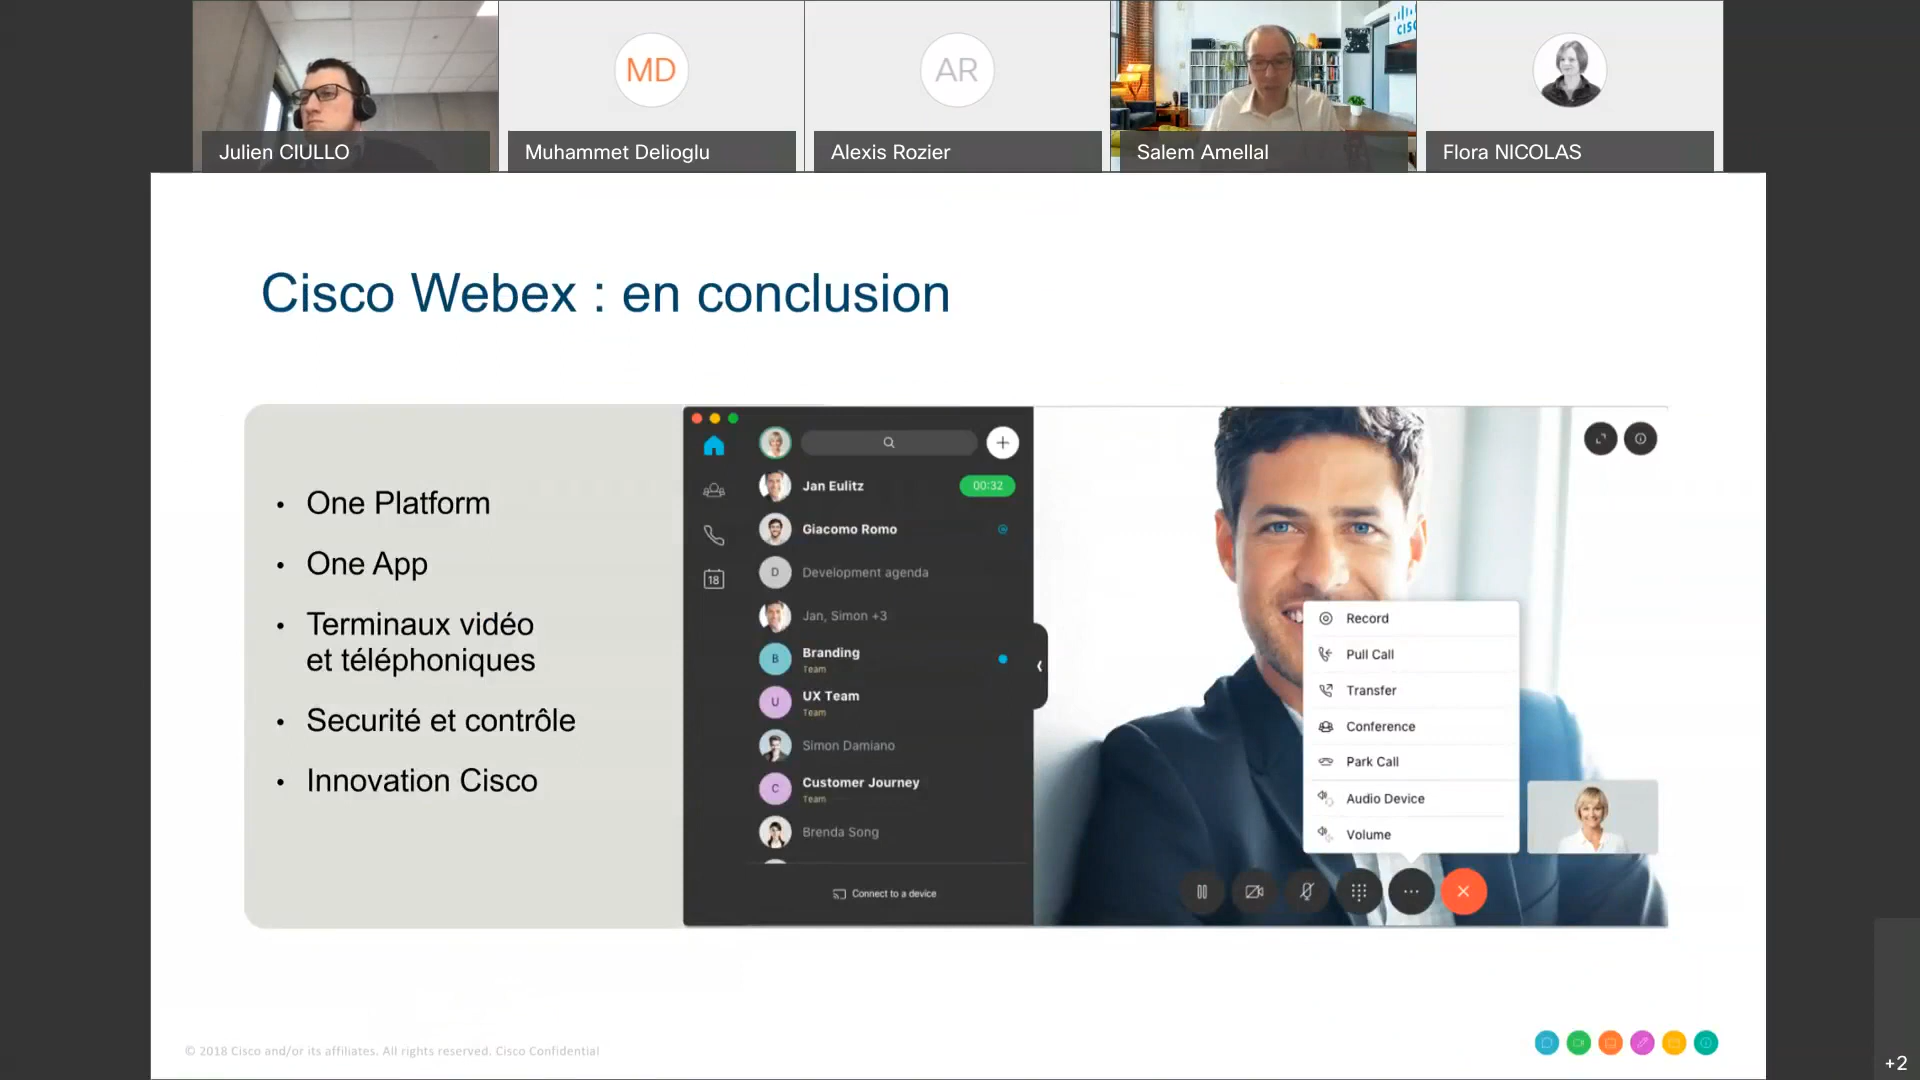 MD
AR
CISC
Julien CIULLO
Muhammet Delioglu
Alexis Rozier
Salem Amellal
Flora NICOLAS
Cisco Webex : en conclusion
• One Platform
• One App
• Terminaux vidéo
et téléphoniques
• Securité et contrôle
• Innovation Cisco
Jan Eulitz
00:32
Giacomo Romo
D
Development agenda
18
Jan, Simon +3
B
Branding
Team
U
UX Team
Team
Simon Damiano
C
Customer Journey
Team
Brenda Song
Connect to a device
Record
Pull Call
Transfer
Conference
Park Call
Audio Device
Volume
© 2018 Cisco and/or its affiliates. All rights reserved. Cisco Confidential
+2